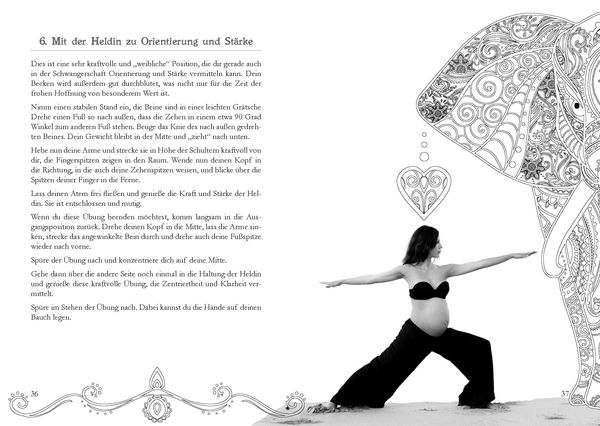 6. Mit der Heldin zu Orientierung und Stärke
Dies ist eine sehr kraftvolle und „weibliche“ Position, die dir gerade auch
in der Schwangerschaft Orientierung und Stärke vermitteln kann. Dein
Becken wird außerdem gut durchblutet, was nicht nur für die Zeit der
frohen Hoffnung von besonderem Wert ist.
Nimm einen stabilen Stand ein, die Beine sind in einer leichten Grätsche
Drehe einen Fuß so nach außen, dass die Zehen in einem etwa 90 Grad
Winkel zum anderen Fuß stehen. Beuge das Knie des nach außen gedreh-
ten Beines. Dein Gewicht bleibt in der Mitte und „zieht“ nach unten.
Hebe nun deine Arme und strecke sie in Höhe der Schultern kraftvoll von
dir, die Fingerspitzen zeigen in den Raum. Wende nun deinen Kopf in
die Richtung, in die auch deine Zehenspitzen weisen, und blicke über die
Spitzen deiner Finger in die Ferne.
Lass deinen Atem frei fließen und genieße die Kraft und Stärke der Hel-
din. Sie ist entschlossen und mutig.
Wenn du diese Übung beenden möchtest, komm langsam in die Aus-
gangsposition zurück. Drehe deinen Kopf in die Mitte, lass die Arme sin-
ken, strecke das angewinkelte Bein durch und drehe auch deine Fußspitze
wieder nach vorne.
Spüre der Übung nach und konzentriere dich auf deine Mitte.
Gehe dann über die andere Seite noch einmal in die Haltung der Heldin
und genieße diese kraftvolle Übung, die Zentriertheit und Klarheit ver-
mittelt.
Spüre im Stehen der Übung nach. Dabei kannst du die Hände auf deinen
Bauch legen.
36
37